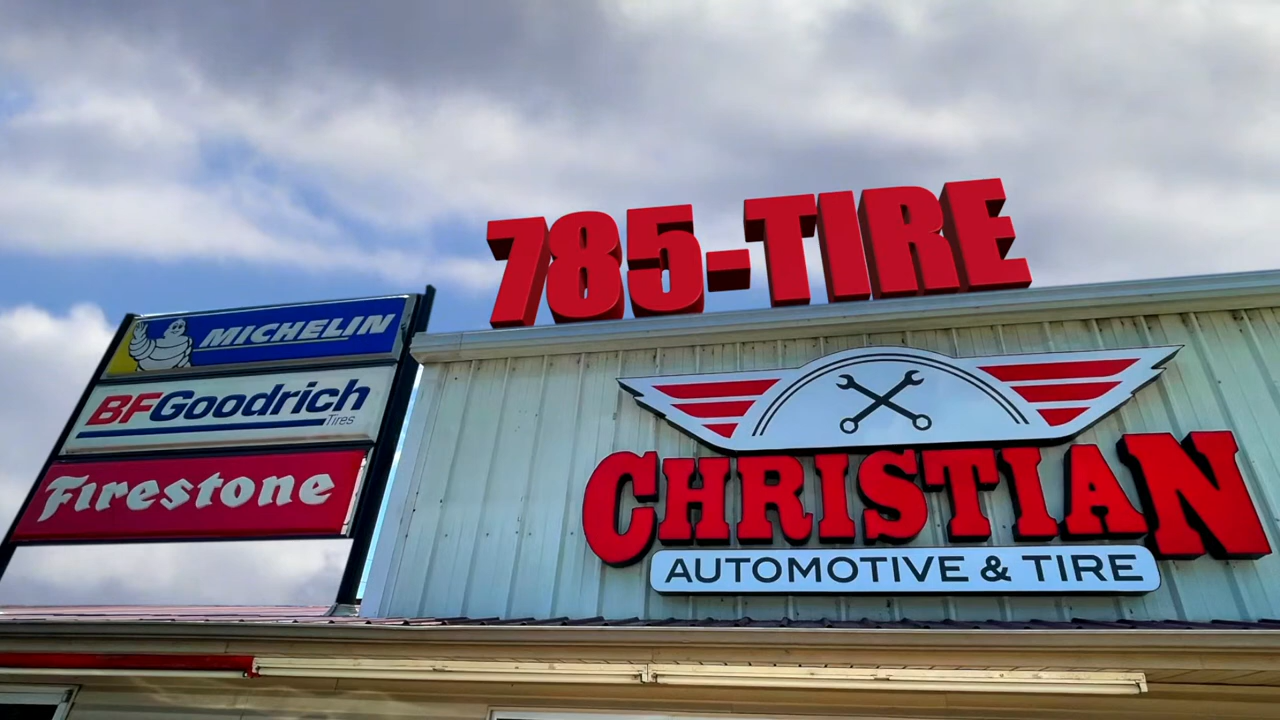 785-TIRE
MICHELIN
BFGoodrich
Tires
Firestone
CHRISTIAN
AUTOMOTIVE & TIRE